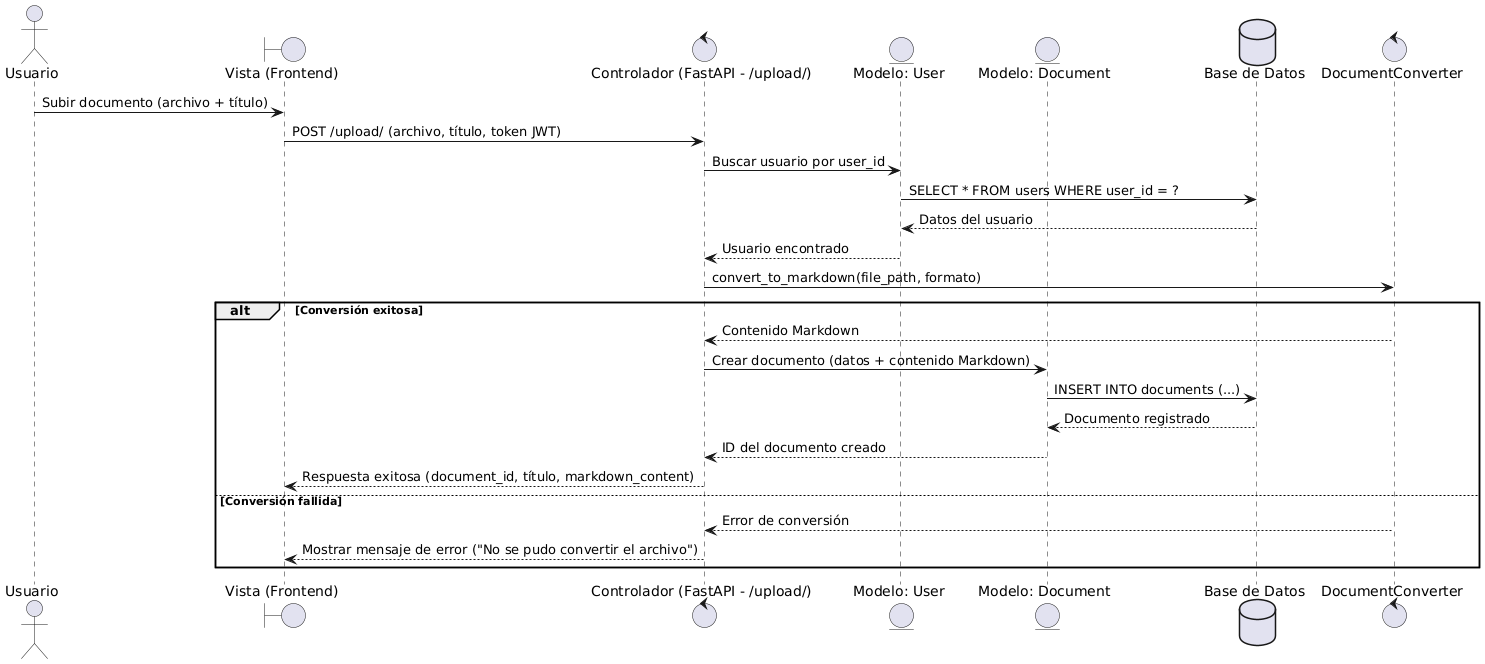 Usuario
Vista (Frontend)
Controlador (FastAPI - /upload/)
Modelo: User
Modelo: Document
Base de Datos
DocumentConverter
Subir documento (archivo + título)
POST /upload/ (archivo, título, token JWT)
Buscar usuario por user_id
SELECT * FROM users WHERE user_id = ?
Datos del usuario
Usuario encontrado
convert_to_markdown(file_path, formato)
alt
[Conversión exitosa]
Contenido Markdown
Crear documento (datos + contenido Markdown)
INSERT INTO documents (...)
Documento registrado
ID del documento creado
Respuesta exitosa (document_id, título, markdown_content)
[Conversión fallida]
Error de conversión
Mostrar mensaje de error ("No se pudo convertir el archivo")
Usuario
Vista (Frontend)
Controlador (FastAPI - /upload/)
Modelo: User
Modelo: Document
Base de Datos
DocumentConverter